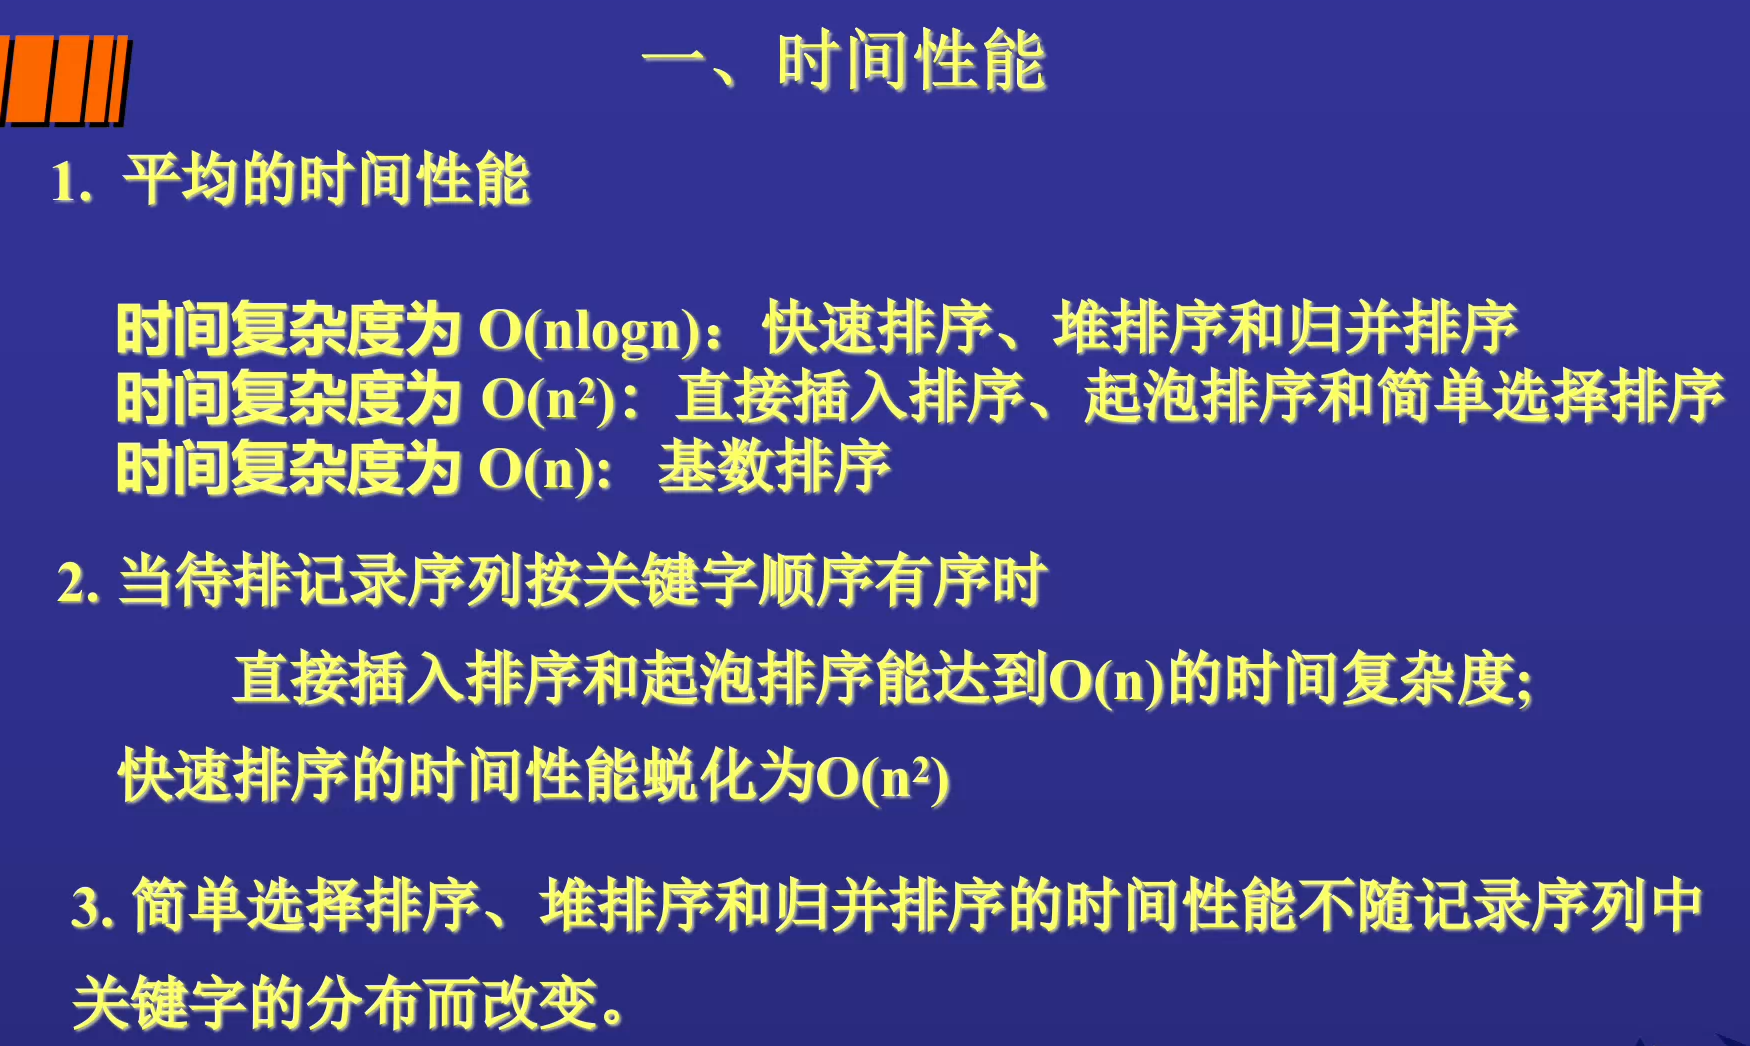 一、时间性能
1. 平均的时间性能
时间复杂度为 O(nlogn)：快速排序、堆排序和归并排序
时间复杂度为 O(n²)：直接插入排序、起泡排序和简单选择排序
时间复杂度为 O(n): 基数排序
2. 当待排记录序列按关键字顺序有序时
直接插入排序和起泡排序能达到O(n)的时间复杂度;
快速排序的时间性能蜕化为O(n²)
3. 简单选择排序、堆排序和归并排序的时间性能不随记录序列中
关键字的分布而改变。